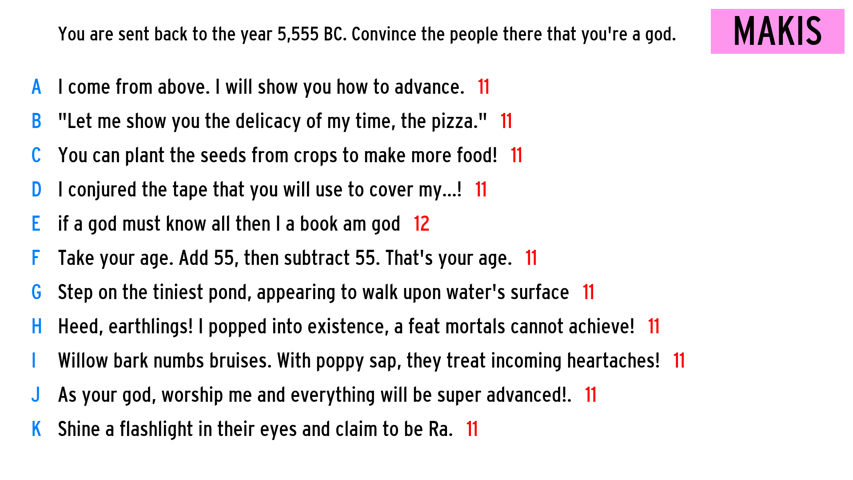 You are sent back to the year 5,555 BC. Convince the people there that you're a god.
MAKIS
A I come from above. I will show you how to advance. 11
B "Let me show you the delicacy of my time, the pizza." 11
C You can plant the seeds from crops to make more food! 11
D I conjured the tape that you will use to cover my...! 11
E if a god must know all then I a book am god 12
F Take your age. Add 55, then subtract 55. That's your age. 11
G Step on the tiniest pond, appearing to walk upon water's surface 11
H Heed, earthlings! I popped into existence, a feat mortals cannot achieve! 11
I Willow bark numbs bruises. With poppy sap, they treat incoming heartaches! 11
J As your god, worship me and everything will be super advanced!. 11
K Shine a flashlight in their eyes and claim to be Ra. 11